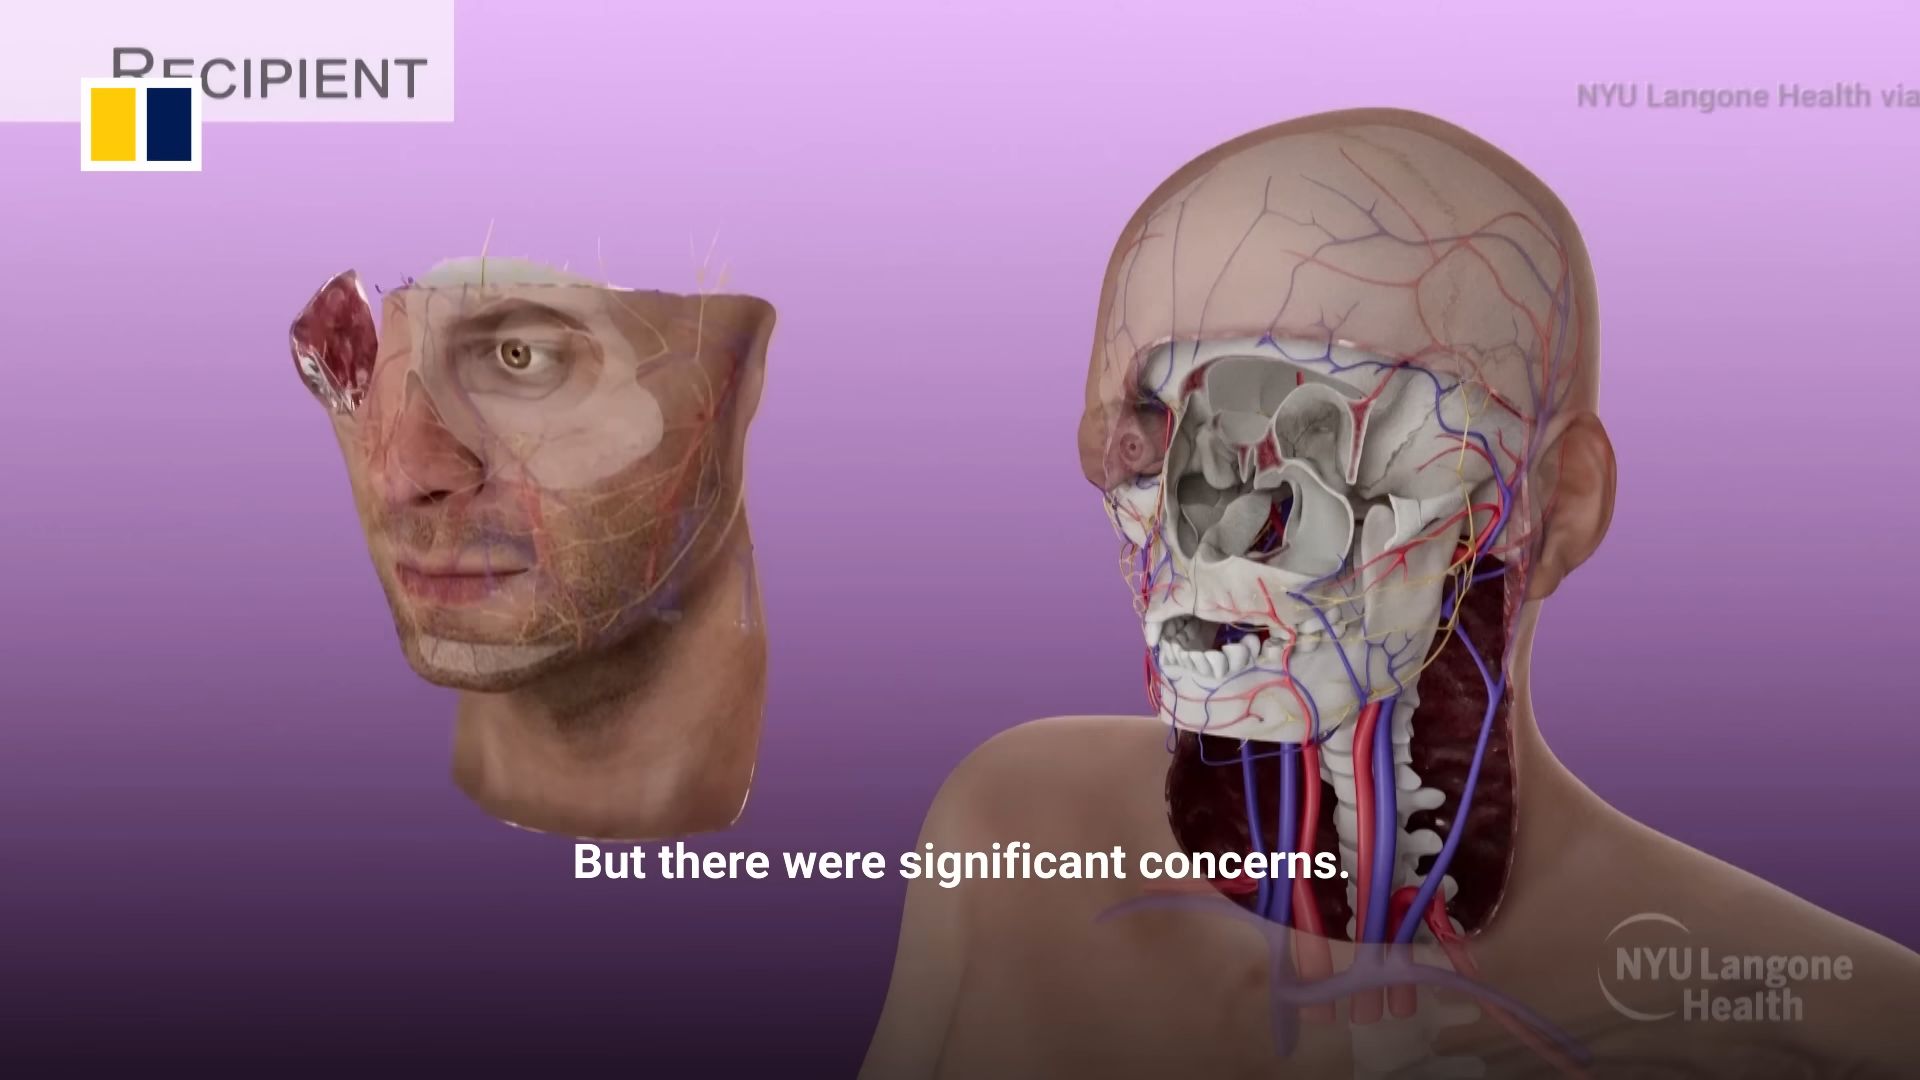 RECIPIENT
NYU Langone Health via
But there were significant concerns.
NYU Langone
Health